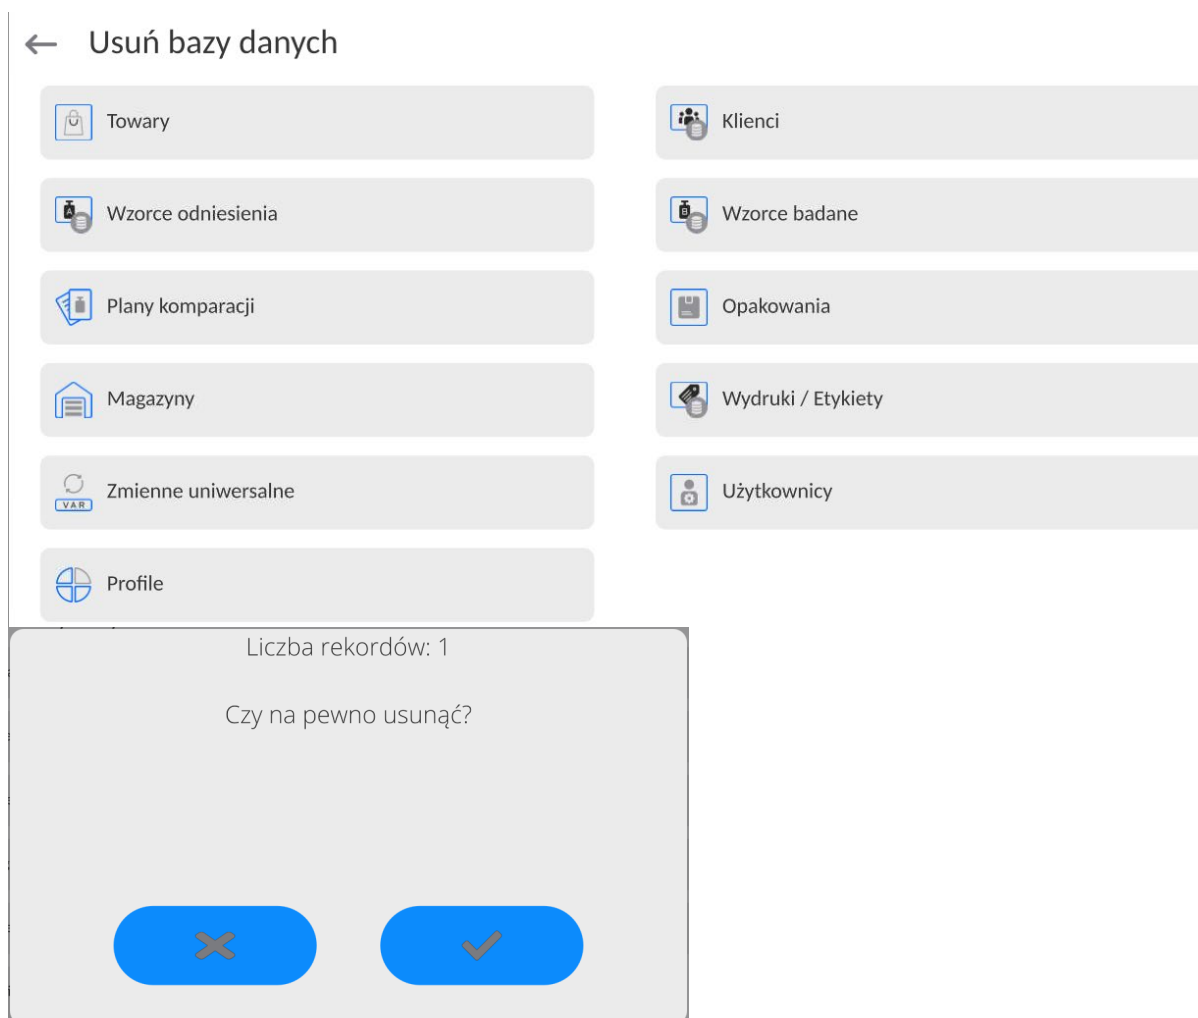 Usuń bazy danych
Towary
Klienci
Wzorce odniesienia
Wzorce badane
Plany komparacji
Opakowania
Magazyny
Wydruki / Etykiety
VAR
Zmienne uniwersalne
Użytkownicy
Profile
Liczba rekordów: 1
Czy na pewno usunąć?